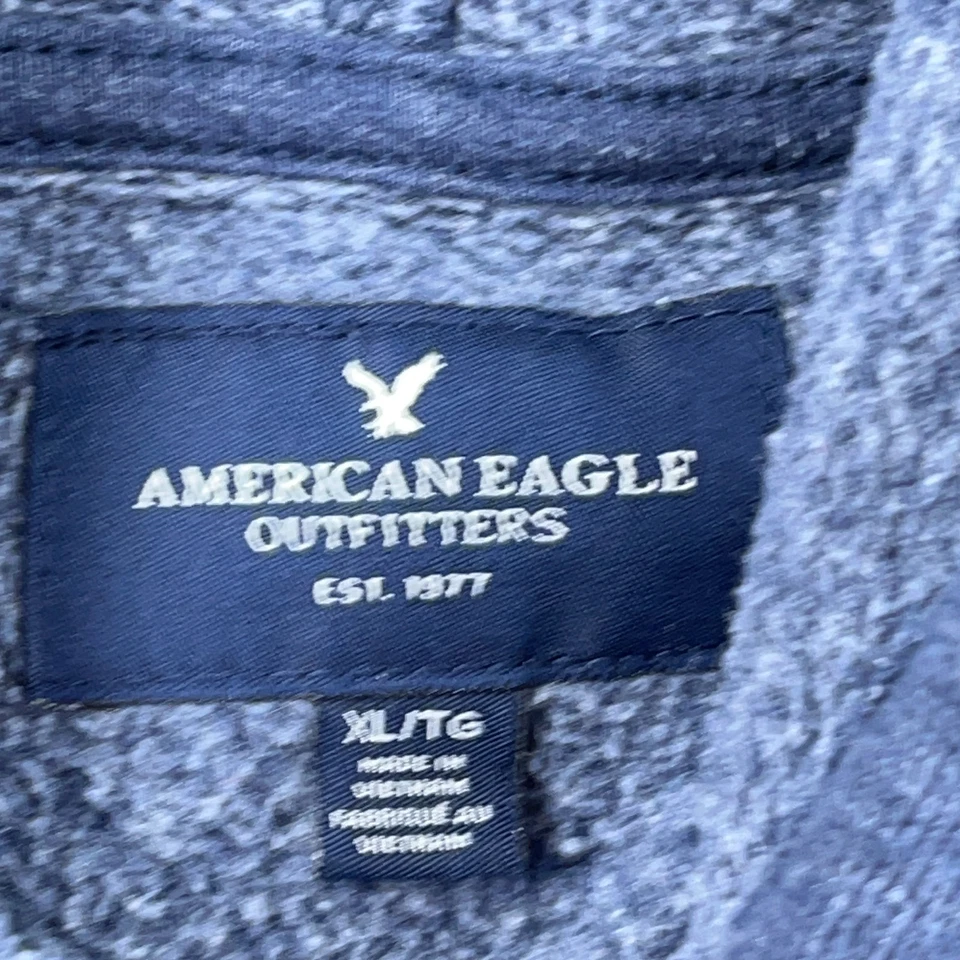 AMERICAN EAGLE
OUTFITTERS
EST. 1977
XL/TG
MADE IN
VIETNAM
FABRIQUÉ AU
VIETNAM